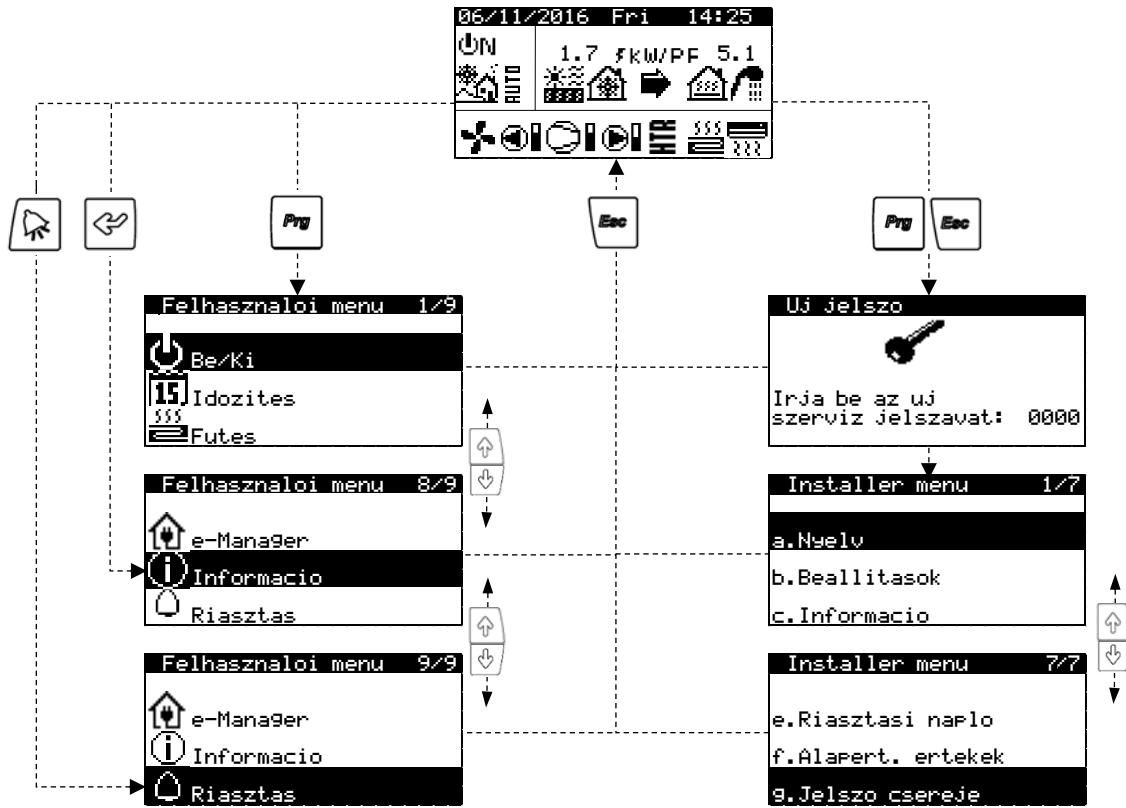 06/11/2016 Fri 14:25
ON
AUTO
1.7 kW/PF 5.1
HTR
Prg
Esc
Prg
Esc
Felhasznaloi menu 1/9
Be/Ki
15
Idozites
Futes
Uj jelszo
Irja be az uj
szerviz jelszavat: 0000
Felhasznaloi menu 8/9
e-Manager
Informacio
Riasztas
Installer menu 1/7
a.Nyelv
b.Beallitasok
c.Informacio
Felhasznaloi menu 9/9
e-Manager
Informacio
Riasztas
Installer menu 7/7
e.Riasztasi naplo
f.Alapert. ertekek
g.Jelszo csereje